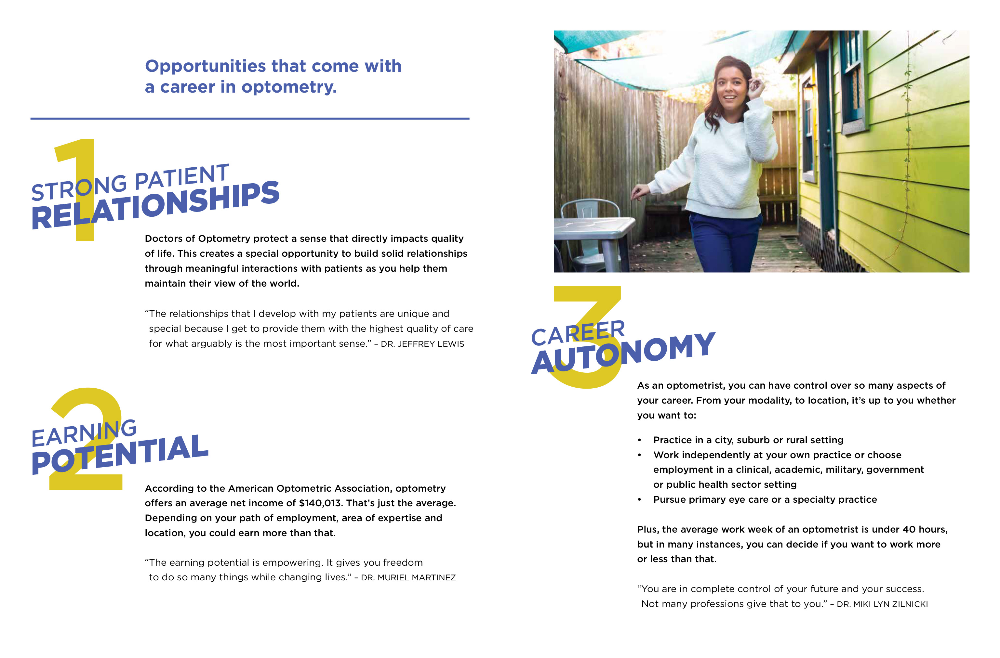 Opportunities that come with
a career in optometry.
1
STRONG PATIENT
RELATIONSHIPS
Doctors of Optometry protect a sense that directly impacts quality
of life. This creates a special opportunity to build solid relationships
through meaningful interactions with patients as you help them
maintain their view of the world.
“The relationships that I develop with my patients are unique and
special because I get to provide them with the highest quality of care
for what arguably is the most important sense.” – DR. JEFFREY LEWIS
2
EARNING
POTENTIAL
According to the American Optometric Association, optometry
offers an average net income of $140,013. That’s just the average.
Depending on your path of employment, area of expertise and
location, you could earn more than that.
“The earning potential is empowering. It gives you freedom
to do so many things while changing lives.” – DR. MURIEL MARTINEZ
3
CAREER
AUTONOMY
As an optometrist, you can have control over so many aspects of
your career. From your modality, to location, it’s up to you whether
you want to:
• Practice in a city, suburb or rural setting
• Work independently at your own practice or choose
employment in a clinical, academic, military, government
or public health sector setting
• Pursue primary eye care or a specialty practice
Plus, the average work week of an optometrist is under 40 hours,
but in many instances, you can decide if you want to work more
or less than that.
“You are in complete control of your future and your success.
Not many professions give that to you.” – DR. MIKI LYN ZILNICKI